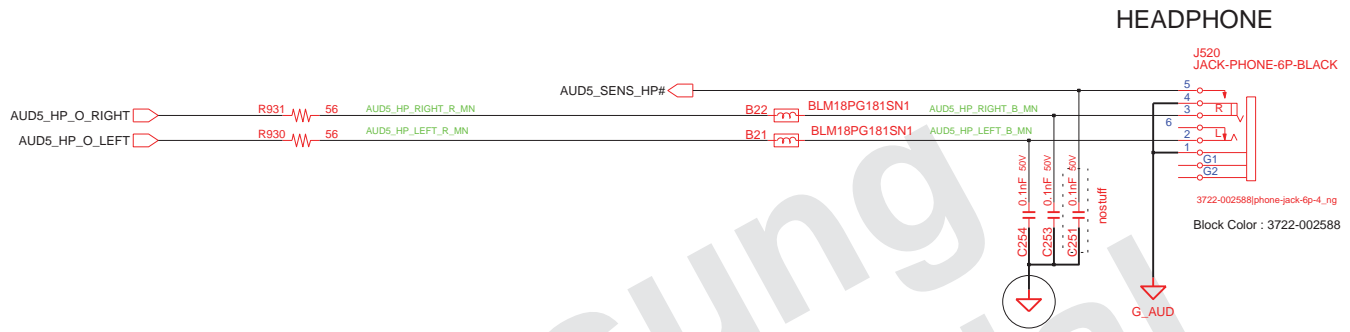 HEADPHONE
J520
JACK-PHONE-6P-BLACK
AUD5_SENS_HP#
5
4
R
3
6
2
L
1
G1
G2
AUD5_HP_O_RIGHT
R931
56
AUD5_HP_RIGHT_R_MN
B22
BLM18PG181SN1
AUD5_HP_RIGHT_B_MN
AUD5_HP_O_LEFT
R930
56
AUD5_HP_LEFT_R_MN
B21
BLM18PG181SN1
AUD5_HP_LEFT_B_MN
0.1nF 50V
C254
0.1nF 50V
C253
0.1nF 50V
C251
nostuff
3722-002588|phone-jack-6p-4_ng
Block Color : 3722-002588
G_AUD
sung